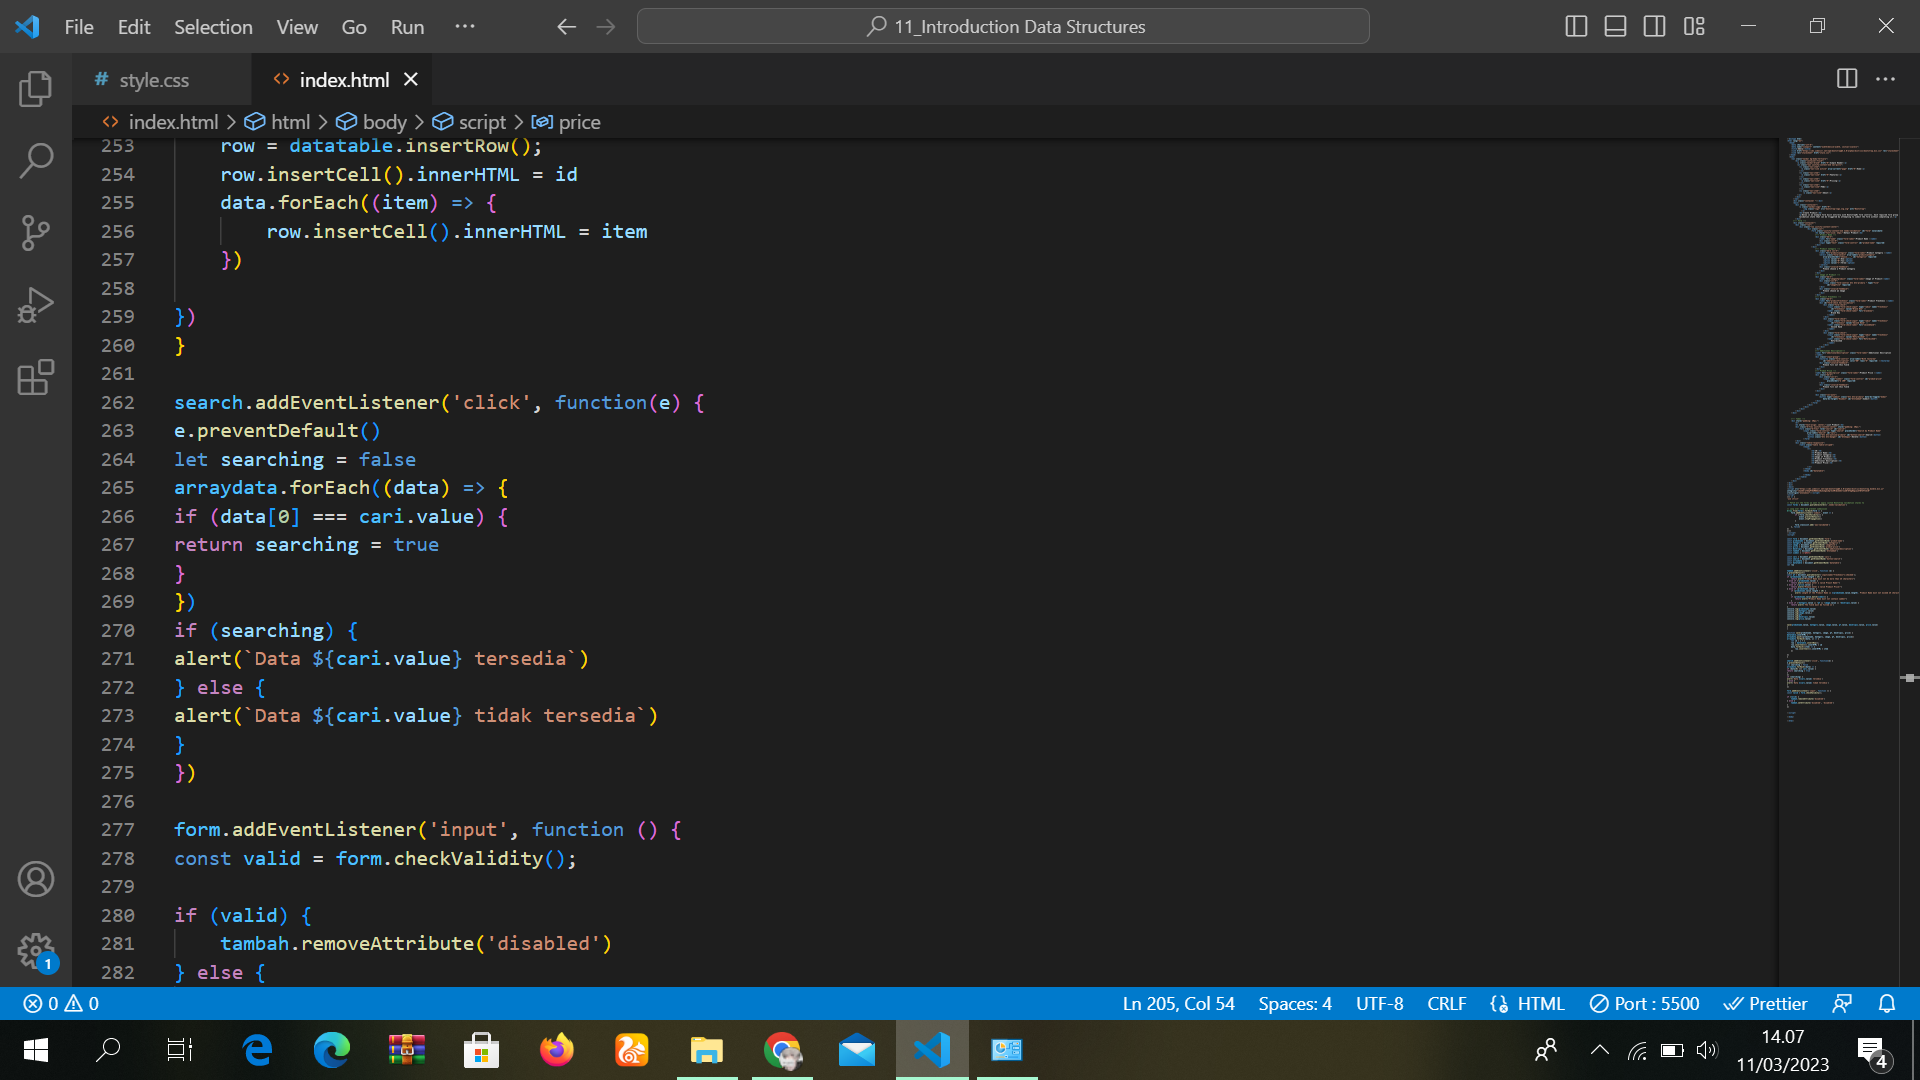 File Edit Selection View Go Run ··· 11_Introduction Data Structures
# style.css <> index.html
<> index.html > html > body > script > price
253 row = datatable.insertRow();
254 row.insertCell().innerHTML = id
255 data.forEach((item) => {
256 row.insertCell().innerHTML = item
257 })
258
259 })
260 }
261
262 search.addEventListener('click', function(e) {
263 e.preventDefault()
264 let searching = false
265 arraydata.forEach((data) => {
266 if (data[0] === cari.value) {
267 return searching = true
268 }
269 })
270 if (searching) {
271 alert(`Data ${cari.value} tersedia`)
272 } else {
273 alert(`Data ${cari.value} tidak tersedia`)
274 }
275 })
276
277 form.addEventListener('input', function () {
278 const valid = form.checkValidity();
279
280 if (valid) {
281 tambah.removeAttribute('disabled')
282 } else {
1
0 0 Ln 205, Col 54 Spaces: 4 UTF-8 CRLF HTML Port : 5500 Prettier
14.07
11/03/2023
4